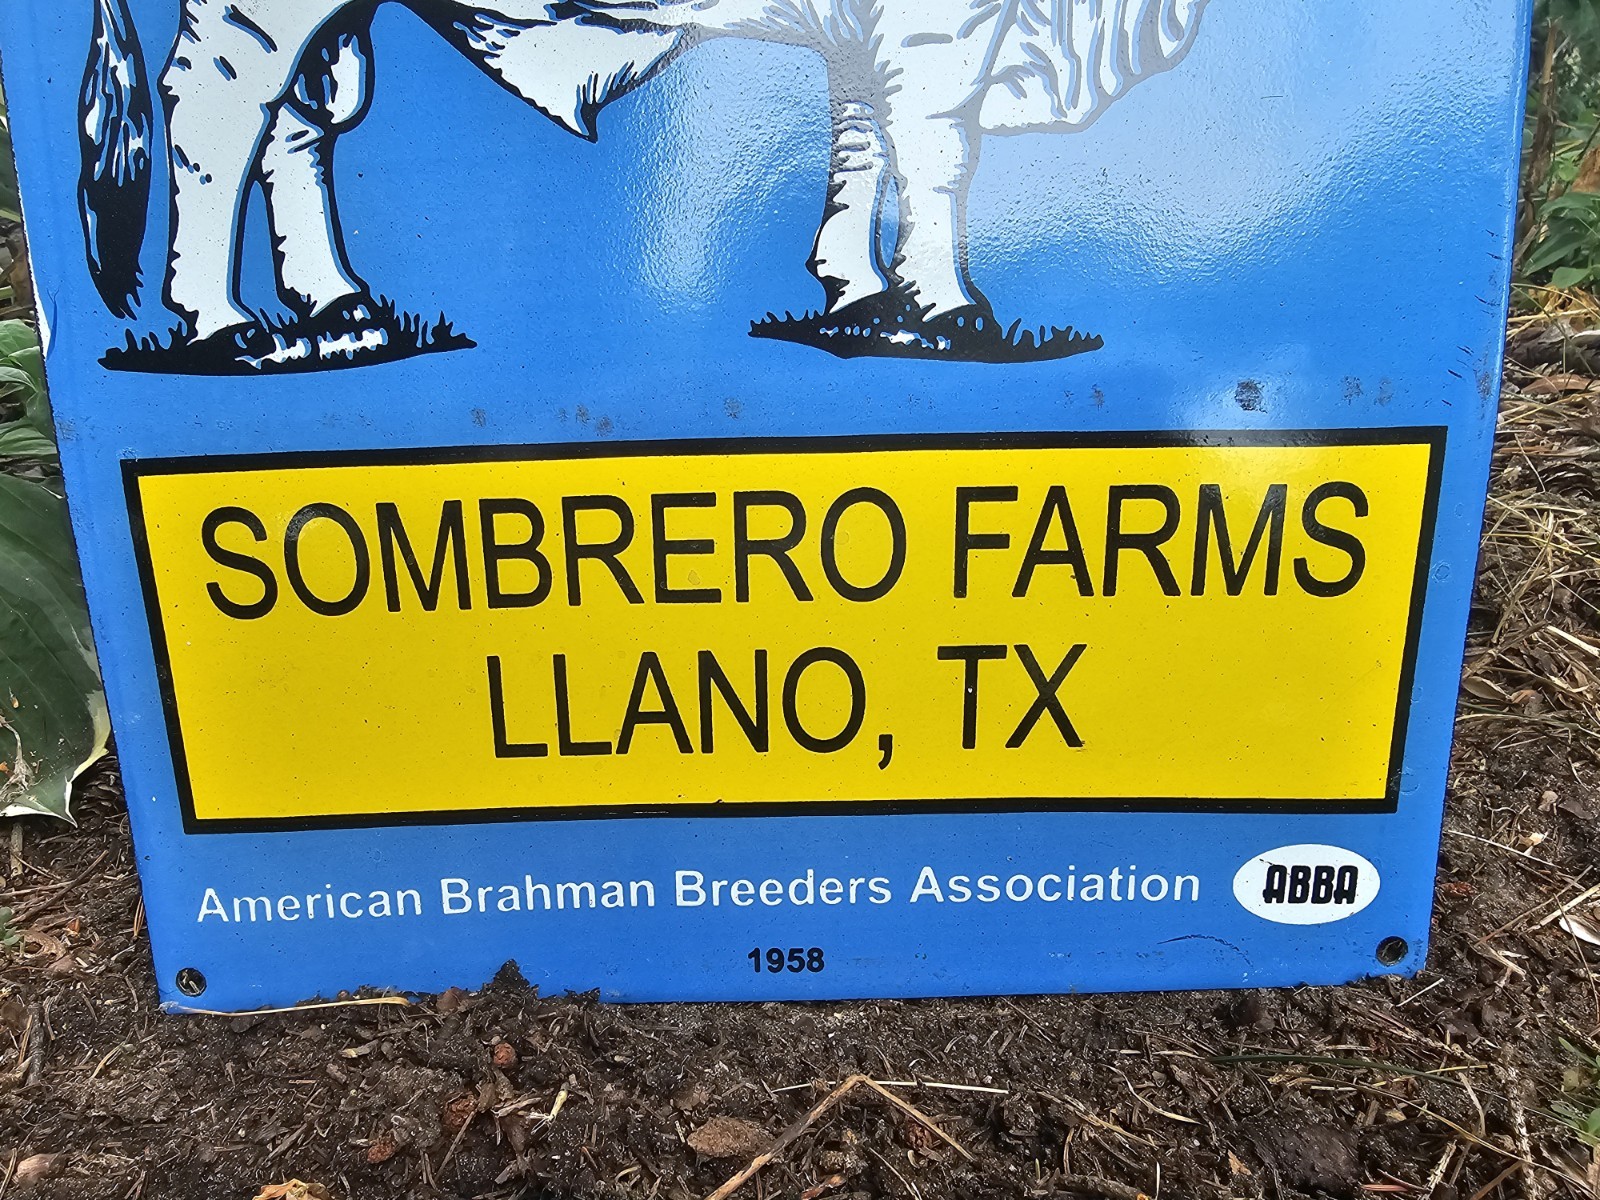 SOMBRERO FARMS
LLANO, TX
American Brahman Breeders Association ABBA
1958